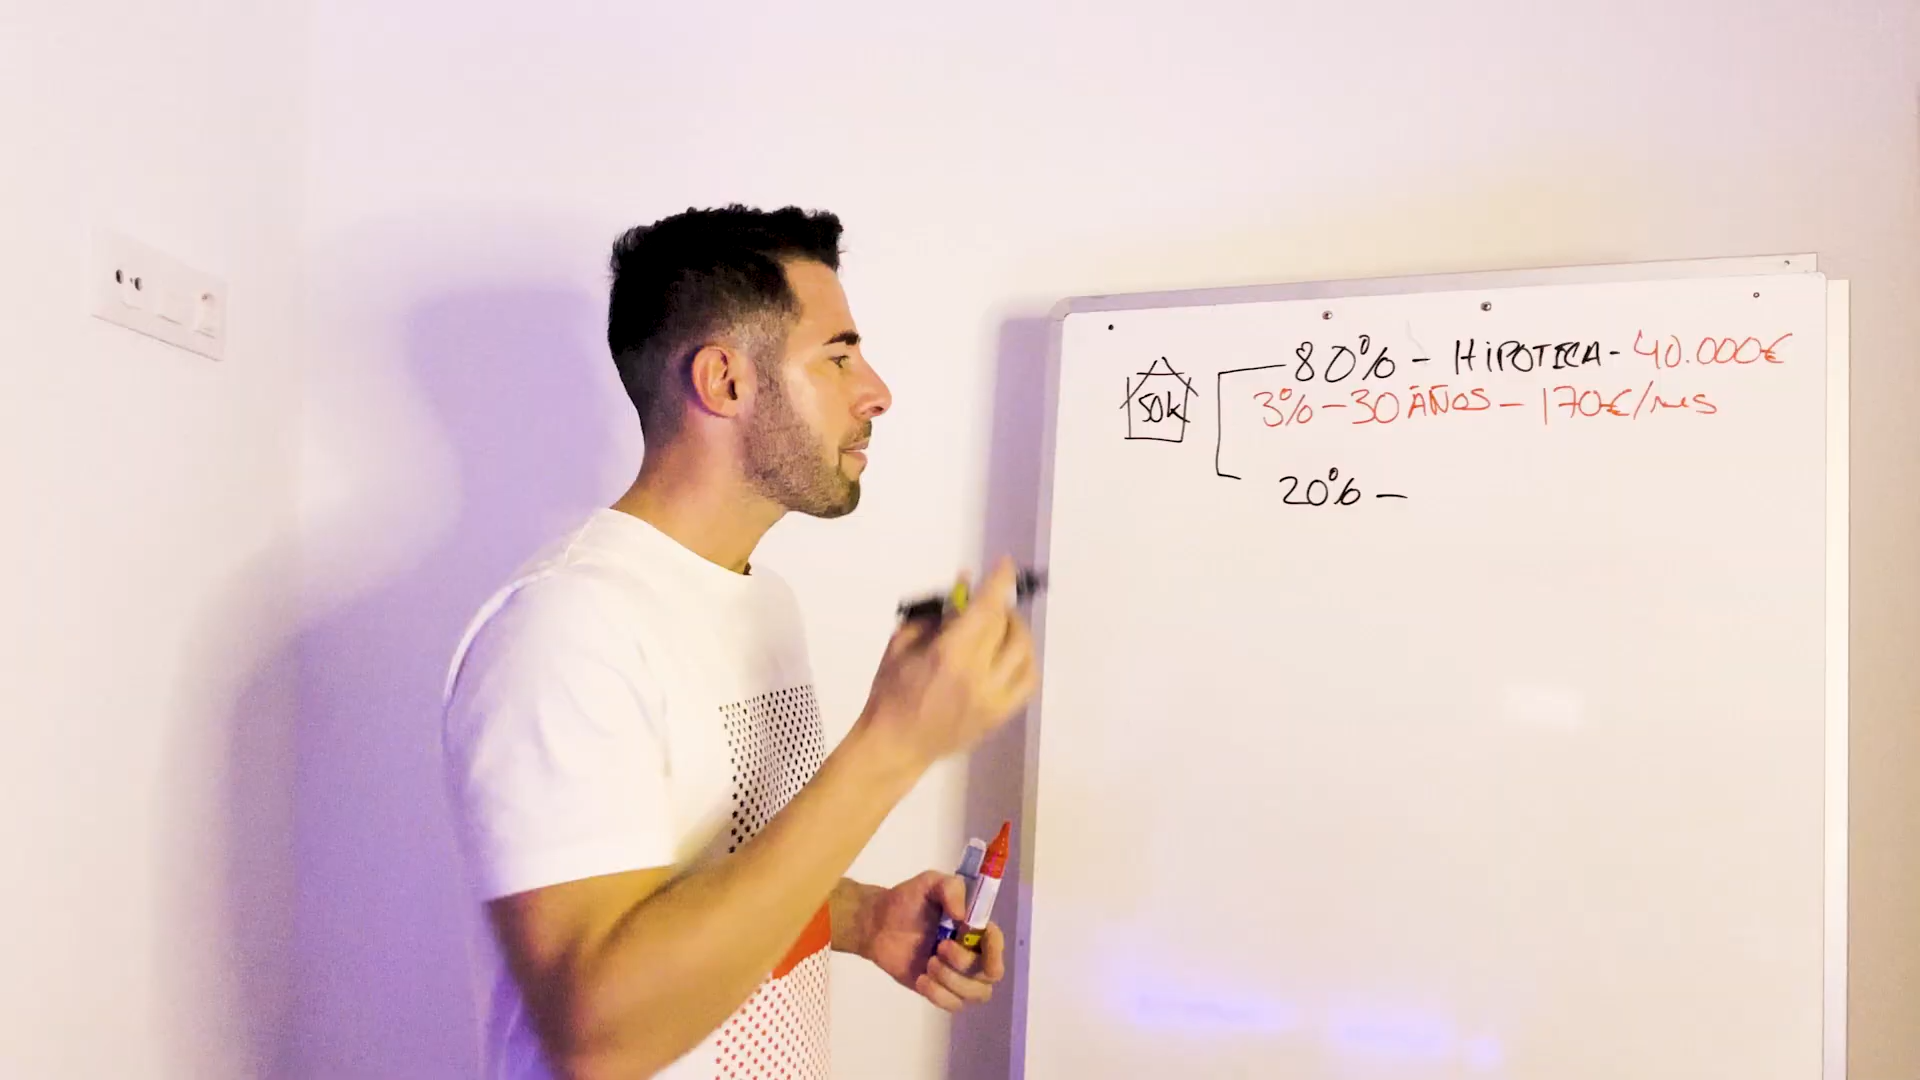 80% - HIPOTECA - 40.000€
50k
3% - 30 AÑOS - 170€/mes
20% -